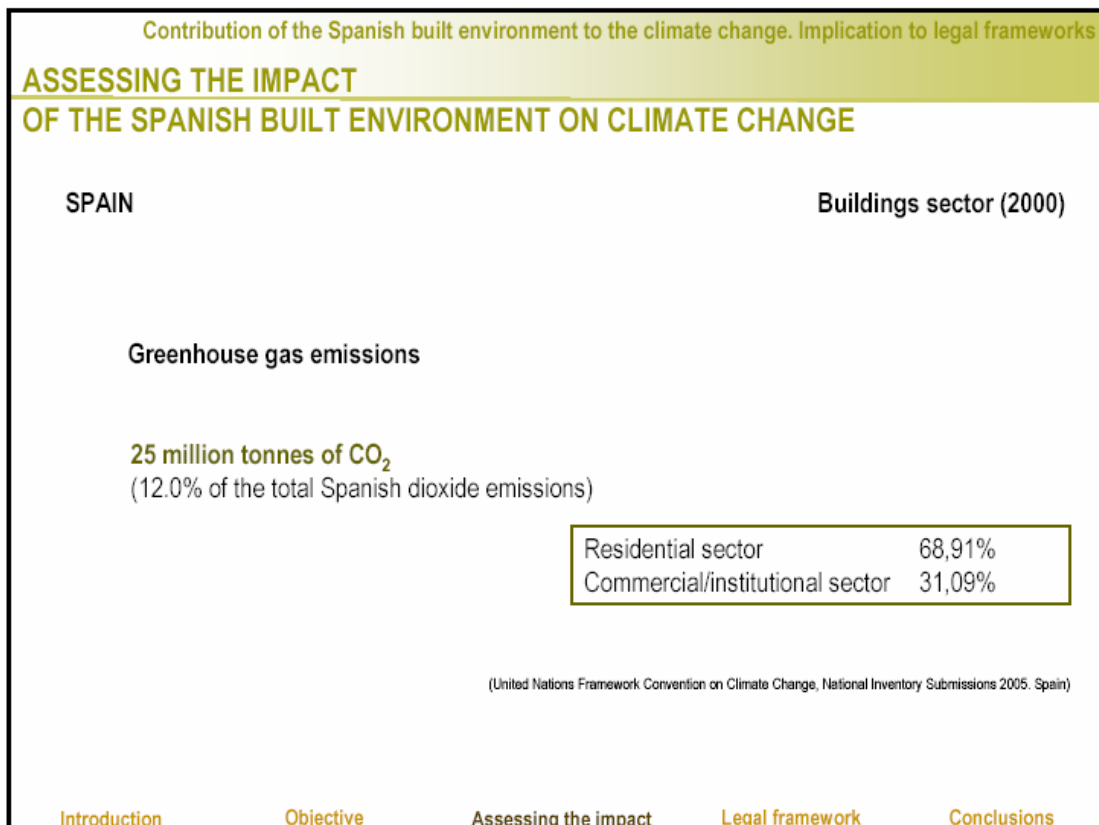 Contribution of the Spanish built environment to the climate change. Implication to legal frameworks
ASSESSING THE IMPACT
OF THE SPANISH BUILT ENVIRONMENT ON CLIMATE CHANGE
SPAIN
Buildings sector (2000)
Greenhouse gas emissions
25 million tonnes of CO₂
(12.0% of the total Spanish dioxide emissions)
Residential sector 68,91%
Commercial/institutional sector 31,09%
(United Nations Framework Convention on Climate Change, National Inventory Submissions 2005. Spain)
Introduction Objective Assessing the impact Legal framework Conclusions